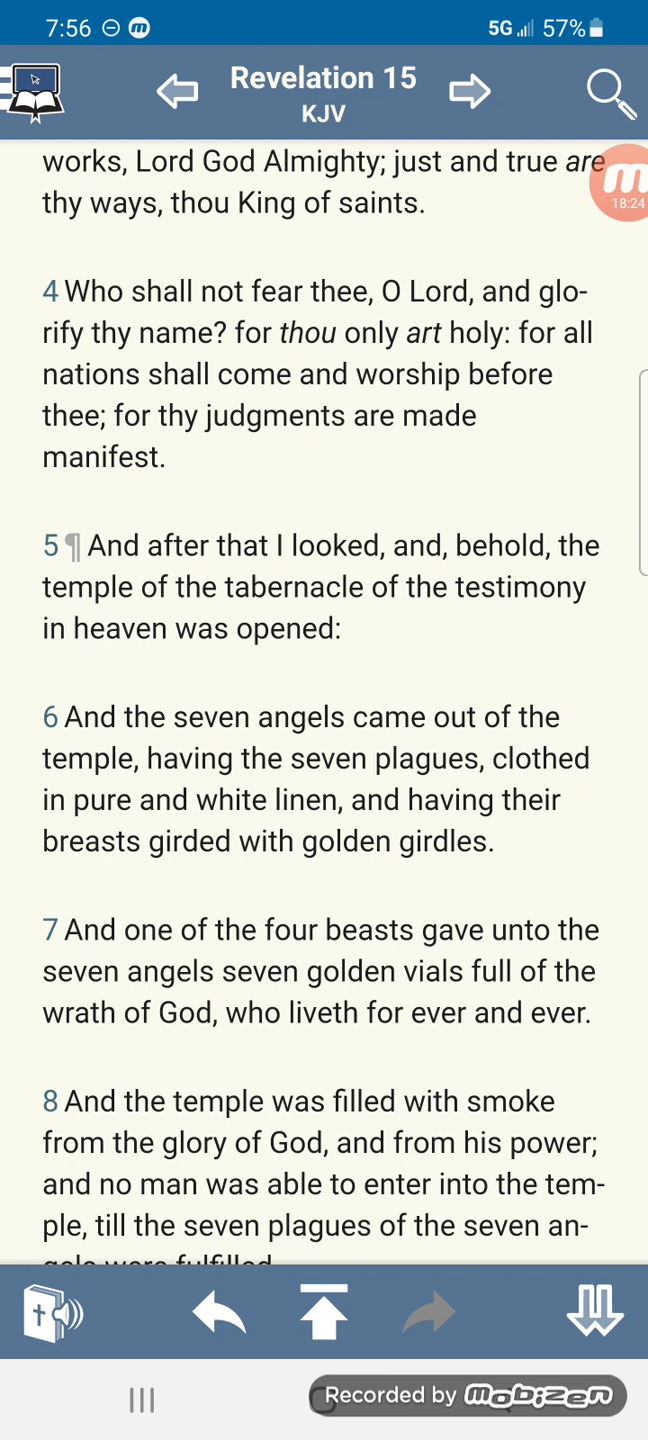 7:56
5G 57%
Revelation 15
KJV
works, Lord God Almighty; just and true are
thy ways, thou King of saints.
18:24
4 Who shall not fear thee, O Lord, and glo-
rify thy name? for thou only art holy: for all
nations shall come and worship before
thee; for thy judgments are made
manifest.
5 ¶ And after that I looked, and, behold, the
temple of the tabernacle of the testimony
in heaven was opened:
6 And the seven angels came out of the
temple, having the seven plagues, clothed
in pure and white linen, and having their
breasts girded with golden girdles.
7 And one of the four beasts gave unto the
seven angels seven golden vials full of the
wrath of God, who liveth for ever and ever.
8 And the temple was filled with smoke
from the glory of God, and from his power;
and no man was able to enter into the tem-
ple, till the seven plagues of the seven an-
gels were fulfilled
Recorded by Mobizen